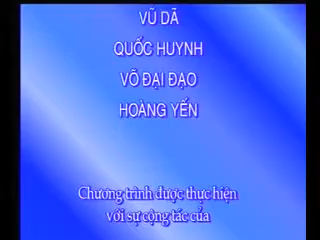 VŨ DÃ
QUỐC HUYNH
VÕ ĐẠI ĐẠO
HOÀNG YẾN
Chương trình được thực hiện
với sự cộng tác của